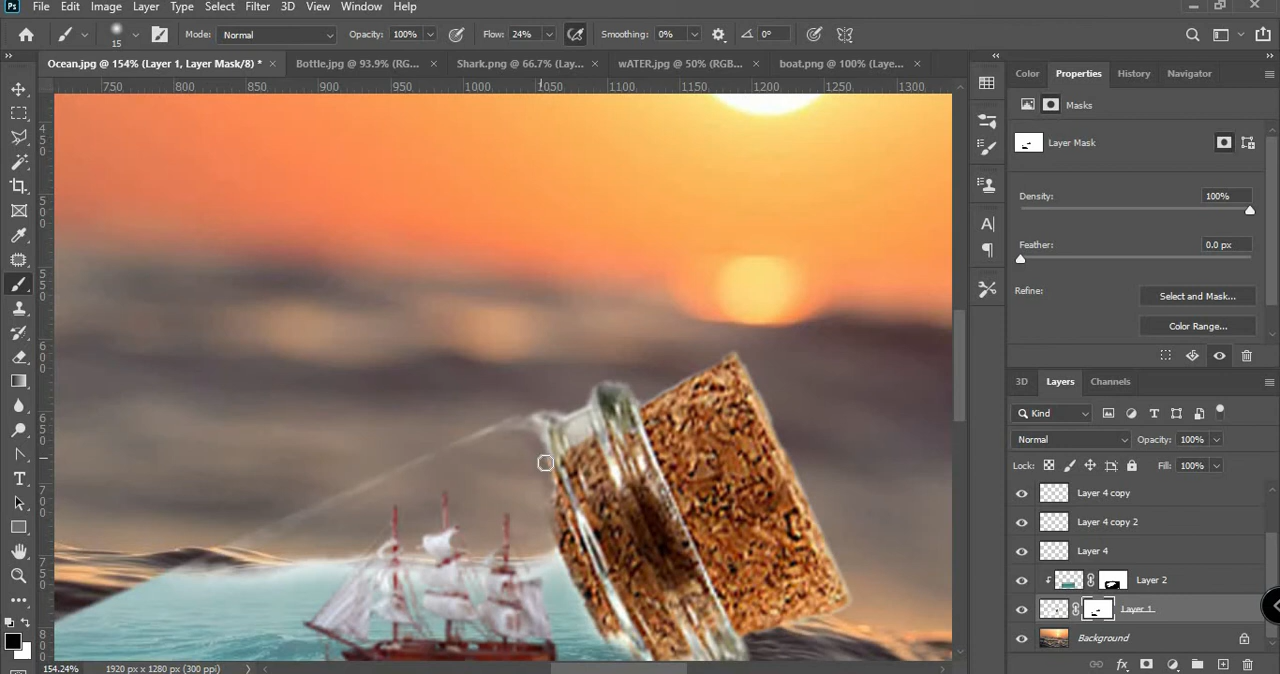 Ps File Edit Image Layer Type Select Filter 3D View Window Help
15 Mode: Normal Opacity: 100% Flow: 24% Smoothing: 0% 0°
Ocean.jpg @ 154% (Layer 1, Layer Mask/8) * × Bottle.jpg @ 93.9% (RG... × Shark.png @ 66.7% (Lay... × wATER.jpg @ 50% (RGB... × boat.png @ 100% (Laye... ×
750 800 850 900 950 1000 1050 1100 1150 1200 1250 1300
Color Properties History Navigator
Masks
Layer Mask
Density: 100%
Feather: 0.0 px
Refine: Select and Mask...
Color Range...
3D Layers Channels
Kind
Normal Opacity: 100%
Lock: Fill: 100%
Layer 4 copy
Layer 4 copy 2
Layer 4
Layer 2
Layer 1
Background
154.24% 1920 px x 1280 px (300 ppi)